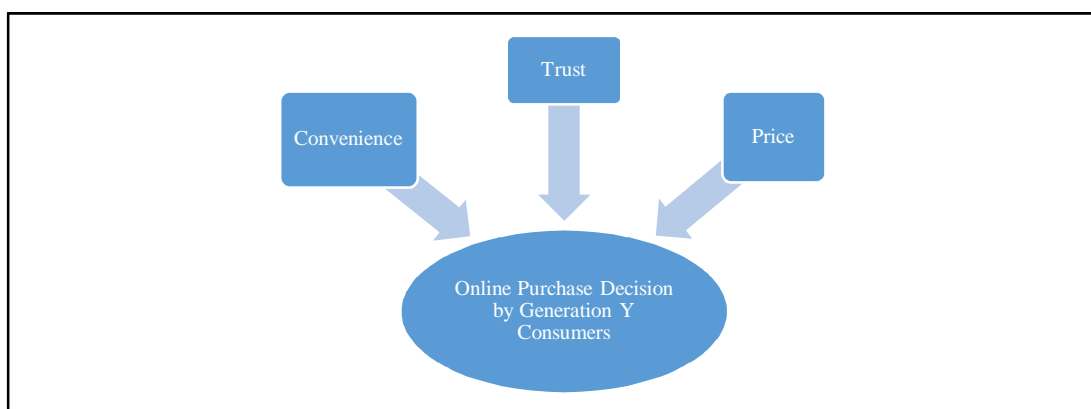 Trust
Convenience
Price
Online Purchase Decision
by Generation Y
Consumers